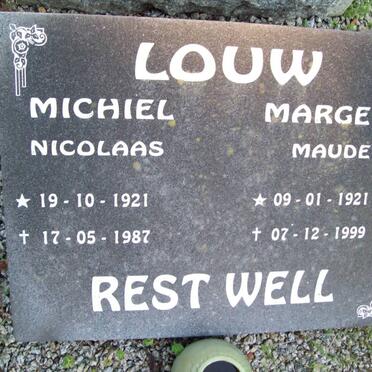 LOUW
MICHIEL MARGE
NICOLAAS MAUDE
★ 19 - 10 - 1921 ★ 09 - 01 - 1921
✝ 17 - 05 - 1987 ✝ 07 - 12 - 1999
REST WELL